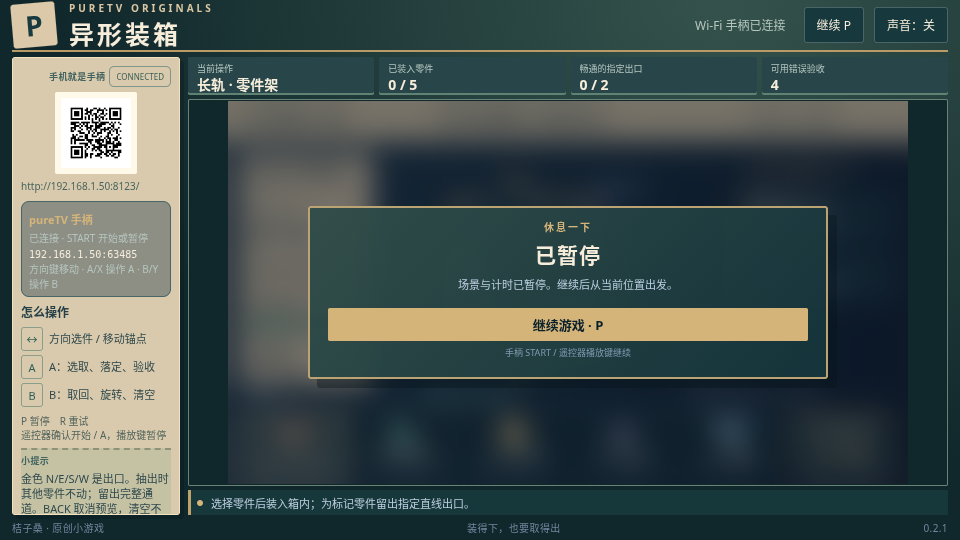 P
PURETV ORIGINALS
异形装箱
Wi-Fi 手柄已连接
继续 P
声音：关
手机就是手柄
CONNECTED
http://192.168.1.50:8123/
pureTV 手柄
已连接 · START 开始或暂停
192.168.1.50:63485
方向键移动 · A/X 操作 A · B/Y
操作 B
怎么操作
↔ 方向选件 / 移动锚点
A A：选取、落定、验收
B B：取回、旋转、清空
P 暂停 R 重试
遥控器确认开始 / A，播放键暂停
小提示
金色 N/E/S/W 是出口。抽出时
其他零件不动；留出完整通
道。BACK 取消预览，清空不
当前操作
长轨 · 零件架
已装入零件
0 / 5
畅通的指定出口
0 / 2
可用错误验收
4
休息一下
已暂停
场景与计时已暂停。继续后从当前位置出发。
继续游戏 · P
手柄 START / 遥控器播放键继续
选择零件后装入箱内；为标记零件留出指定直线出口。
桔子桑 · 原创小游戏
装得下，也要取得出
0.2.1